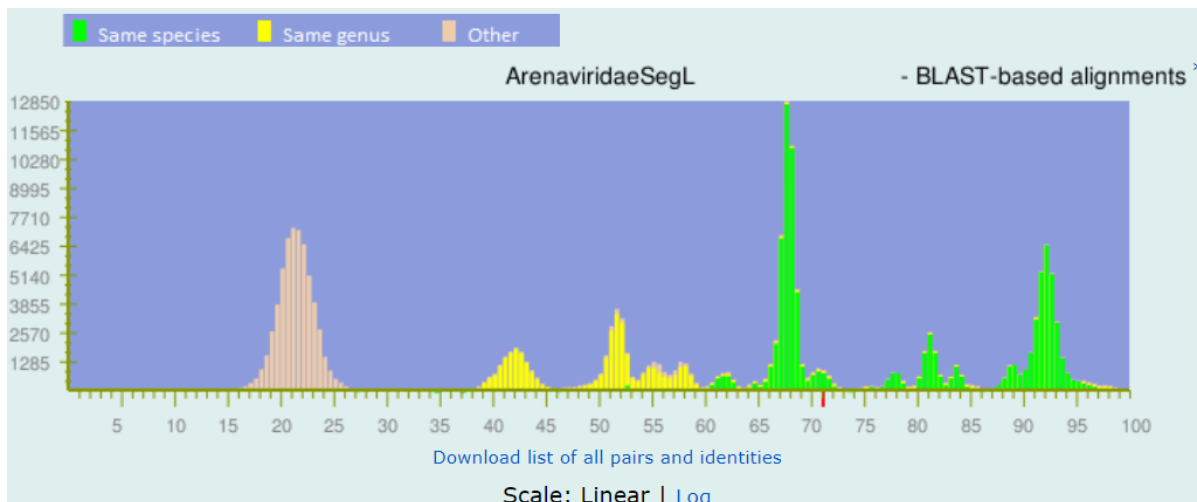 Same species Same genus Other
ArenaviridaeSegL - BLAST-based alignments
12850
11565
10280
8995
7710
6425
5140
3855
2570
1285
5 10 15 20 25 30 35 40 45 50 55 60 65 70 75 80 85 90 95 100
Download list of all pairs and identities
Scale: Linear | Log